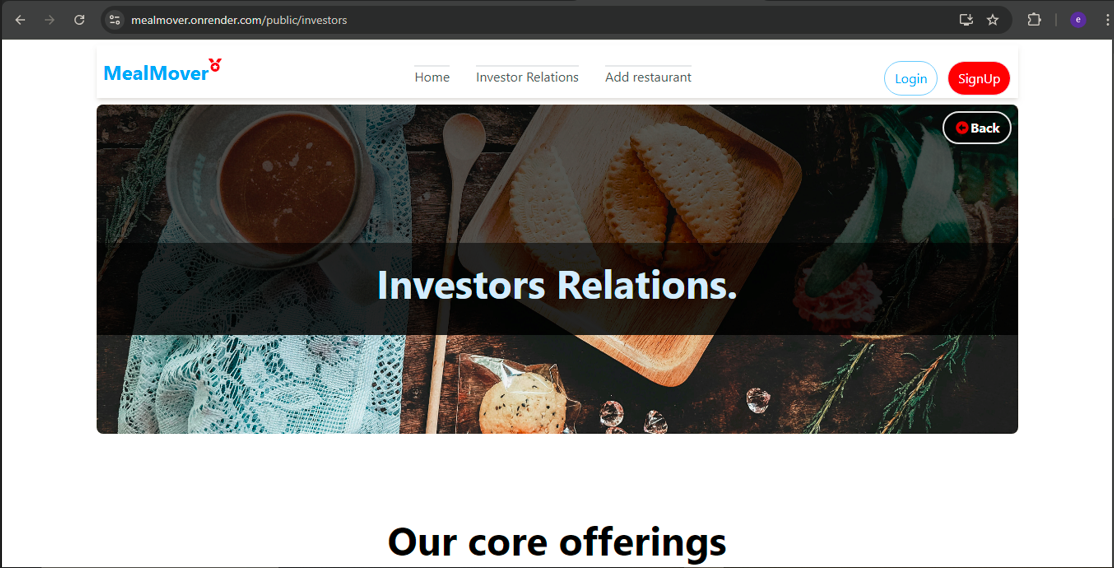 mealmover.onrender.com/public/investors
e
MealMover
Home Investor Relations Add restaurant
Login SignUp
Back
Investors Relations.
Our core offerings